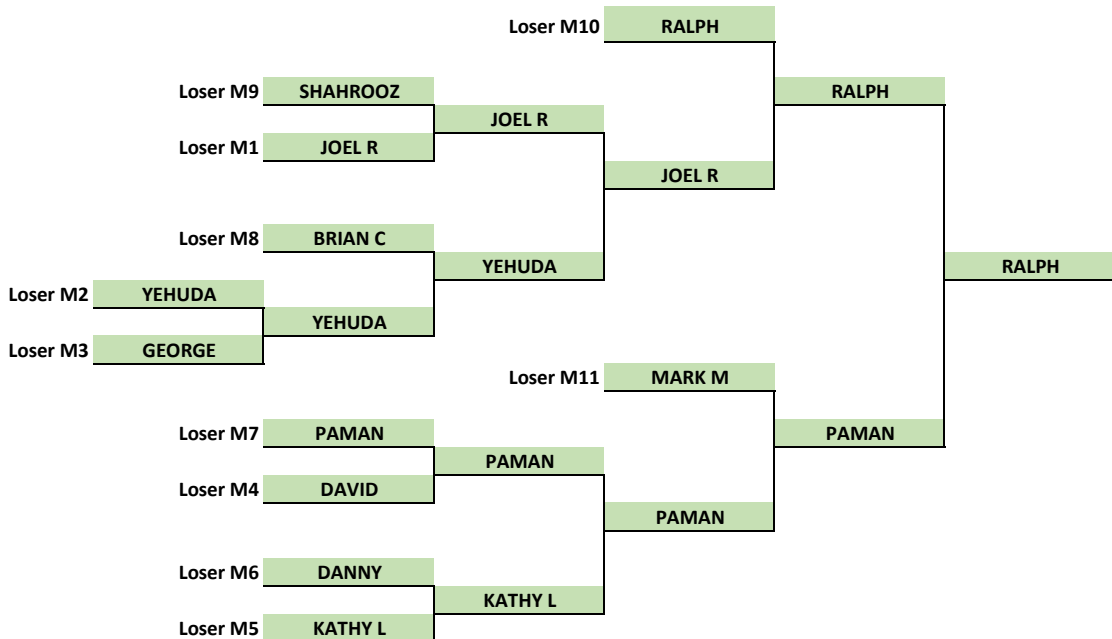 Loser M10 RALPH
Loser M9 SHAHROOZ RALPH
JOEL R
Loser M1 JOEL R
JOEL R
Loser M8 BRIAN C
YEHUDA RALPH
Loser M2 YEHUDA
YEHUDA
Loser M3 GEORGE
Loser M11 MARK M
Loser M7 PAMAN PAMAN
PAMAN
Loser M4 DAVID
PAMAN
Loser M6 DANNY
KATHY L
Loser M5 KATHY L